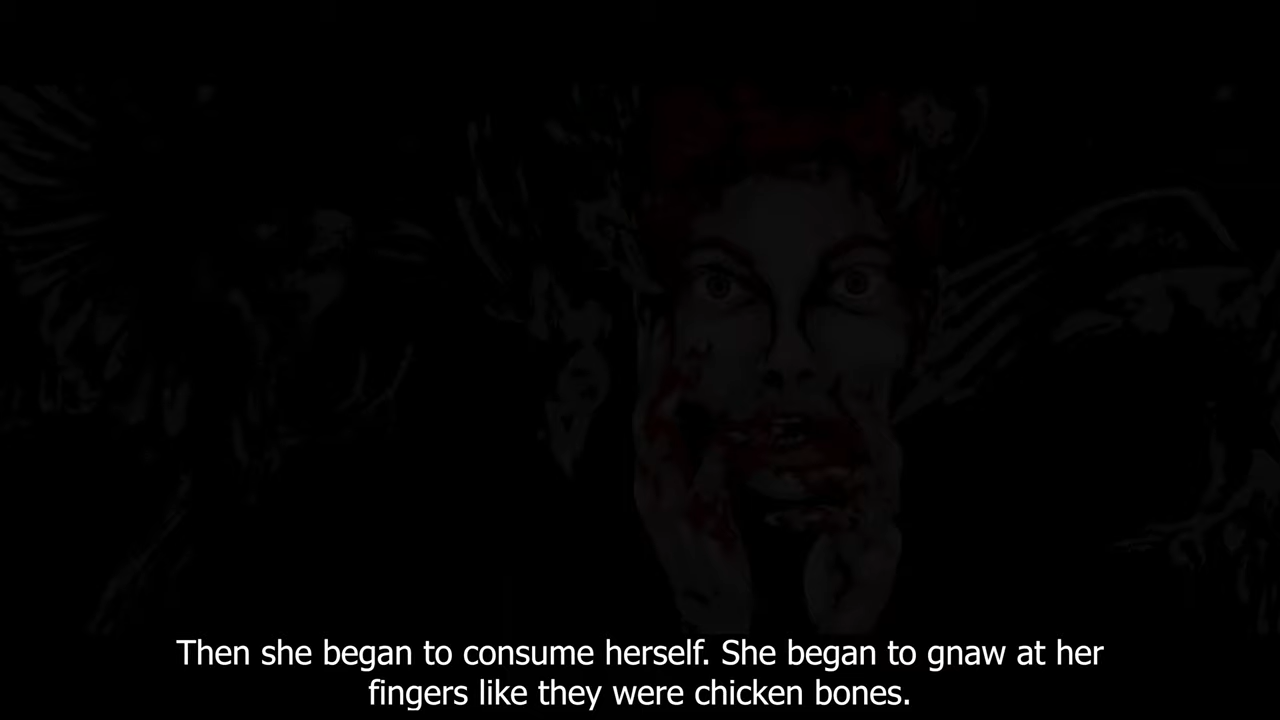 Then she began to consume herself. She began to gnaw at her
fingers like they were chicken bones.